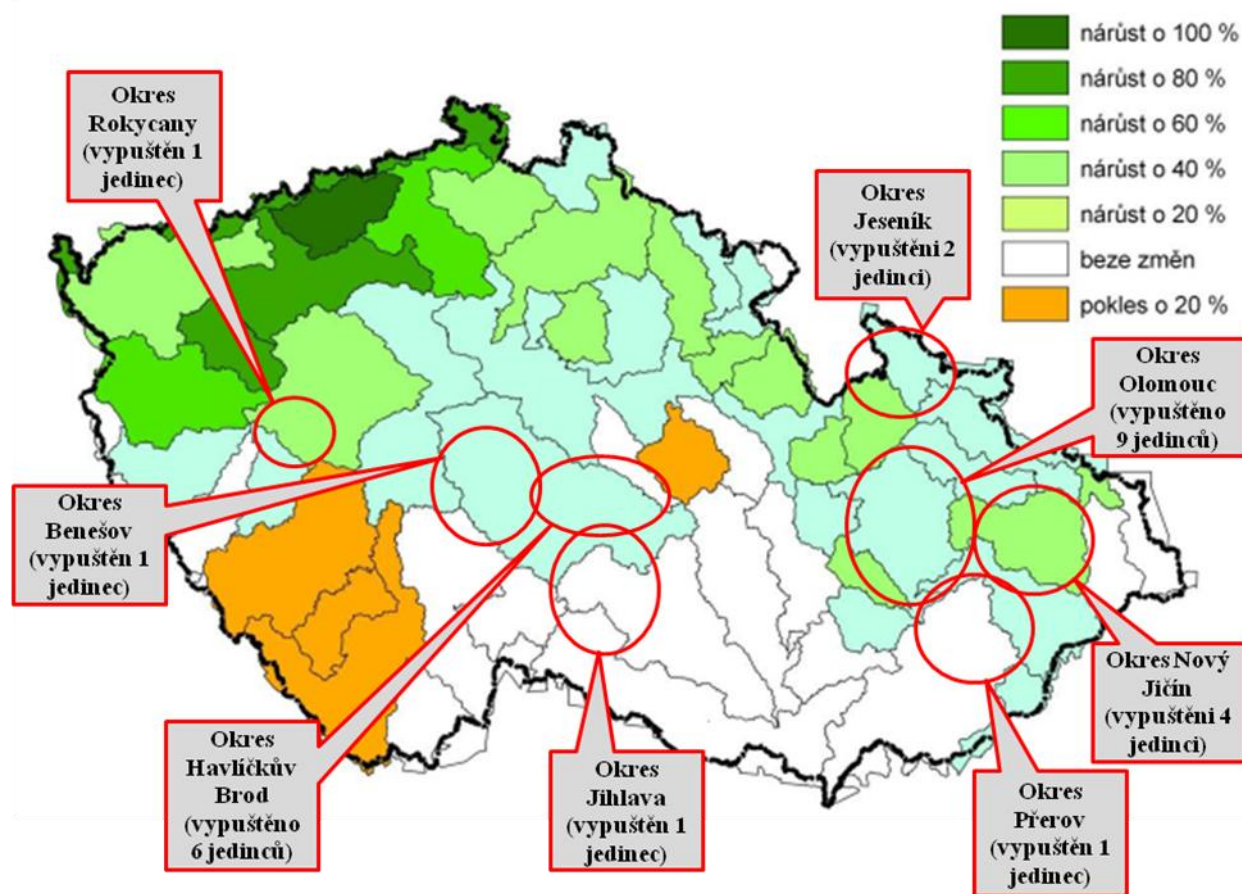 nárůst o 100 %
nárůst o 80 %
nárůst o 60 %
nárůst o 40 %
nárůst o 20 %
beze změn
pokles o 20 %
Okres
Rokycany
(vypuštěn 1
jedinec)
Okres
Jeseník
(vypuštěni 2
jedinci)
Okres
Olomouc
(vypuštěno
9 jedinců)
Okres
Benešov
(vypuštěn 1
jedinec)
Okres
Havlíčkův
Brod
(vypuštěno
6 jedinců)
Okres
Jihlava
(vypuštěn 1
jedinec)
Okres
Přerov
(vypuštěn 1
jedinec)
Okres Nový
Jičín
(vypuštěni 4
jedinci)